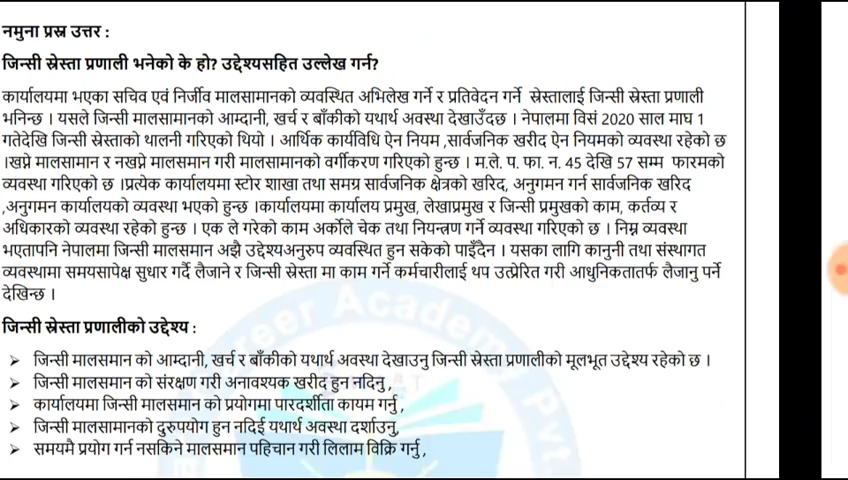 नमुना प्रस्न उत्तर :
जिन्सी स्रेस्ता प्रणाली भनेको के हो? उद्देश्यसहित उल्लेख गर्न?
कार्यालयमा भएका सचिव एवं निर्जीव मालसामानको व्यवस्थित अभिलेख गर्ने र प्रतिवेदन गर्ने स्रेस्तालाई जिन्सी स्रेस्ता प्रणाली
भनिन्छ । यसले जिन्सी मालसामानको आम्दानी, खर्च र बाँकीको यथार्थ अवस्था देखाउँदछ । नेपालमा विसं 2020 साल माघ 1
गतेदेखि जिन्सी स्रेस्ताको थालनी गरिएको थियो । आर्थिक कार्यविधि ऐन नियम ,सार्वजनिक खरीद ऐन नियमको व्यवस्था रहेको छ
।खप्ने मालसामान र नखप्ने मालसमान गरी मालसामानको वर्गीकरण गरिएको हुन्छ । म.ले. प. फा. न. 45 देखि 57 सम्म फारमको
व्यवस्था गरिएको छ ।प्रत्येक कार्यालयमा स्टोर शाखा तथा समग्र सार्वजनिक क्षेत्रको खरिद, अनुगमन गर्न सार्वजनिक खरिद
,अनुगमन कार्यालयको व्यवस्था भएको हुन्छ ।कार्यालयमा कार्यालय प्रमुख, लेखाप्रमुख र जिन्सी प्रमुखको काम, कर्तव्य र
अधिकारको व्यवस्था रहेको हुन्छ । एक ले गरेको काम अर्कोले चेक तथा नियन्त्रण गर्ने व्यवस्था गरिएको छ । निम्न व्यवस्था
भएतापनि नेपालमा जिन्सी मालसमान अझै उद्देश्यअनुरुप व्यवस्थित हुन सकेको पाइँदैन । यसका लागि कानुनी तथा संस्थागत
व्यवस्थामा समयसापेक्ष सुधार गर्दै लैजाने र जिन्सी स्रेस्ता मा काम गर्ने कर्मचारीलाई थप उत्प्रेरित गरी आधुनिकतातर्फ लैजानु पर्ने
देखिन्छ ।
जिन्सी स्रेस्ता प्रणालीको उद्देश्य :
➢ जिन्सी मालसमान को आम्दानी, खर्च र बाँकीको यथार्थ अवस्था देखाउनु जिन्सी स्रेस्ता प्रणालीको मूलभूत उद्देश्य रहेको छ ।
➢ जिन्सी मालसमान को संरक्षण गरी अनावश्यक खरीद हुन नदिनु ,
➢ कार्यालयमा जिन्सी मालसमान को प्रयोगमा पारदर्शीता कायम गर्नु ,
➢ जिन्सी मालसामानको दुरुपयोग हुन नदिई यथार्थ अवस्था दर्शाउनु,
➢ समयमै प्रयोग गर्न नसकिने मालसमान पहिचान गरी लिलाम विक्रि गर्नु ,
Career Academy Pvt.